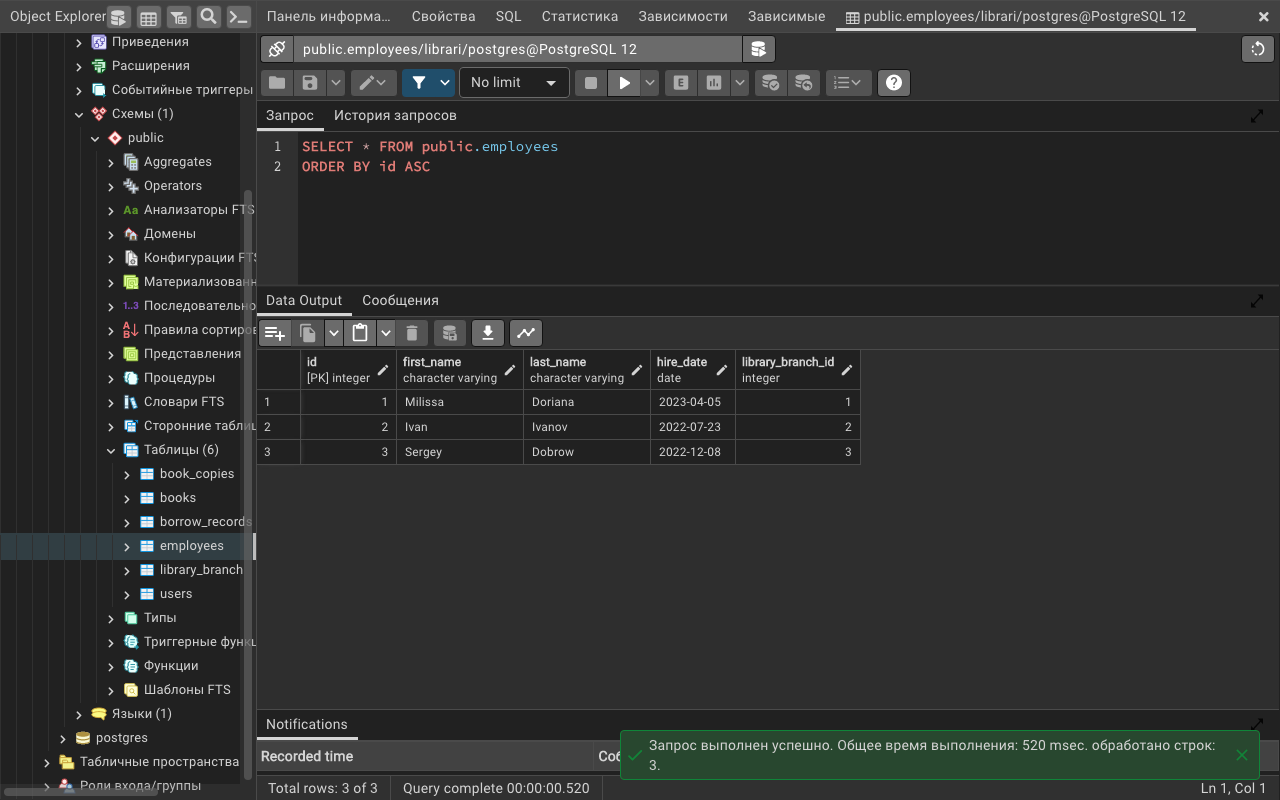 Object Explorer
Панель информа… Свойства SQL Статистика Зависимости Зависимые public.employees/librari/postgres@PostgreSQL 12
Приведения
Расширения
Событийные триггеры
Схемы (1)
public
Aggregates
Operators
Aa Анализаторы FTS
Домены
Конфигурации FTS
Материализован
1..3 Последовательно
Правила сортиров
Представления
Процедуры
Словари FTS
Сторонние таблиц
Таблицы (6)
book_copies
books
borrow_records
employees
library_branch
users
Типы
Триггерные функц
Функции
Шаблоны FTS
Языки (1)
postgres
Табличные пространства
Роли входа/группы
public.employees/librari/postgres@PostgreSQL 12
No limit E
Запрос История запросов
1 SELECT * FROM public.employees
2 ORDER BY id ASC
Data Output Сообщения
id first_name last_name hire_date library_branch_id
[PK] integer character varying character varying date integer
1 1 Milissa Doriana 2023-04-05 1
2 2 Ivan Ivanov 2022-07-23 2
3 3 Sergey Dobrow 2022-12-08 3
Notifications
Recorded time Соб
Запрос выполнен успешно. Общее время выполнения: 520 msec. обработано строк:
3.
Total rows: 3 of 3 Query complete 00:00:00.520 Ln 1, Col 1